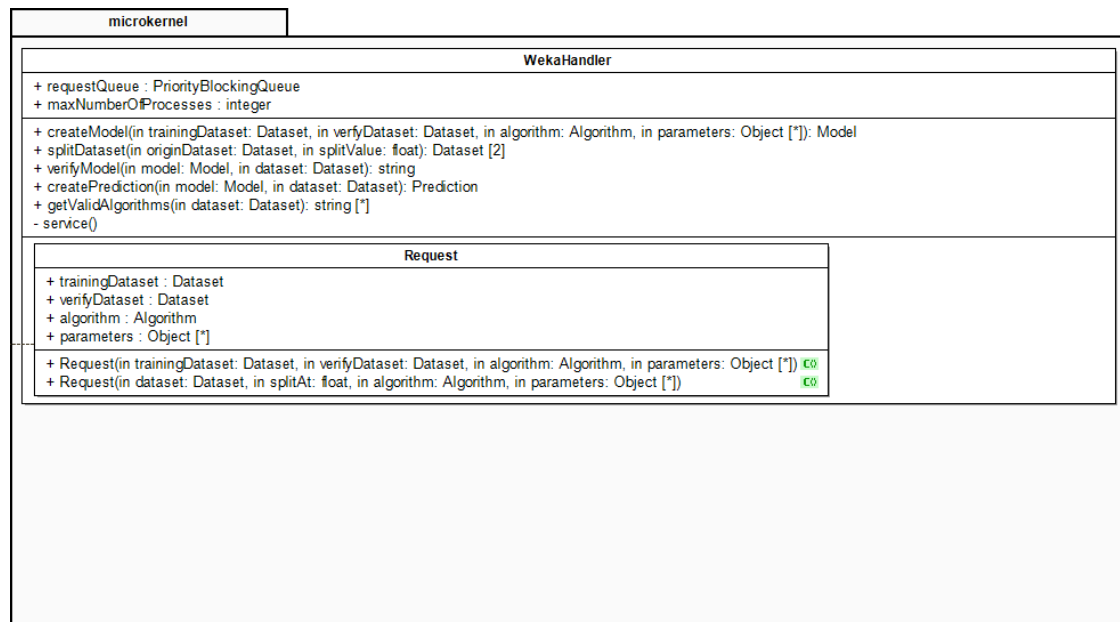 microkernel
WekaHandler
+ requestQueue : PriorityBlockingQueue
+ maxNumberOfProcesses : integer
+ createModel(in trainingDataset: Dataset, in verfyDataset: Dataset, in algorithm: Algorithm, in parameters: Object [*]): Model
+ splitDataset(in originDataset: Dataset, in splitValue: float): Dataset [2]
+ verifyModel(in model: Model, in dataset: Dataset): string
+ createPrediction(in model: Model, in dataset: Dataset): Prediction
+ getValidAlgorithms(in dataset: Dataset): string [*]
- service()
Request
+ trainingDataset : Dataset
+ verifyDataset : Dataset
+ algorithm : Algorithm
+ parameters : Object [*]
+ Request(in trainingDataset: Dataset, in verifyDataset: Dataset, in algorithm: Algorithm, in parameters: Object [*]) C()
+ Request(in dataset: Dataset, in splitAt: float, in algorithm: Algorithm, in parameters: Object [*]) C()